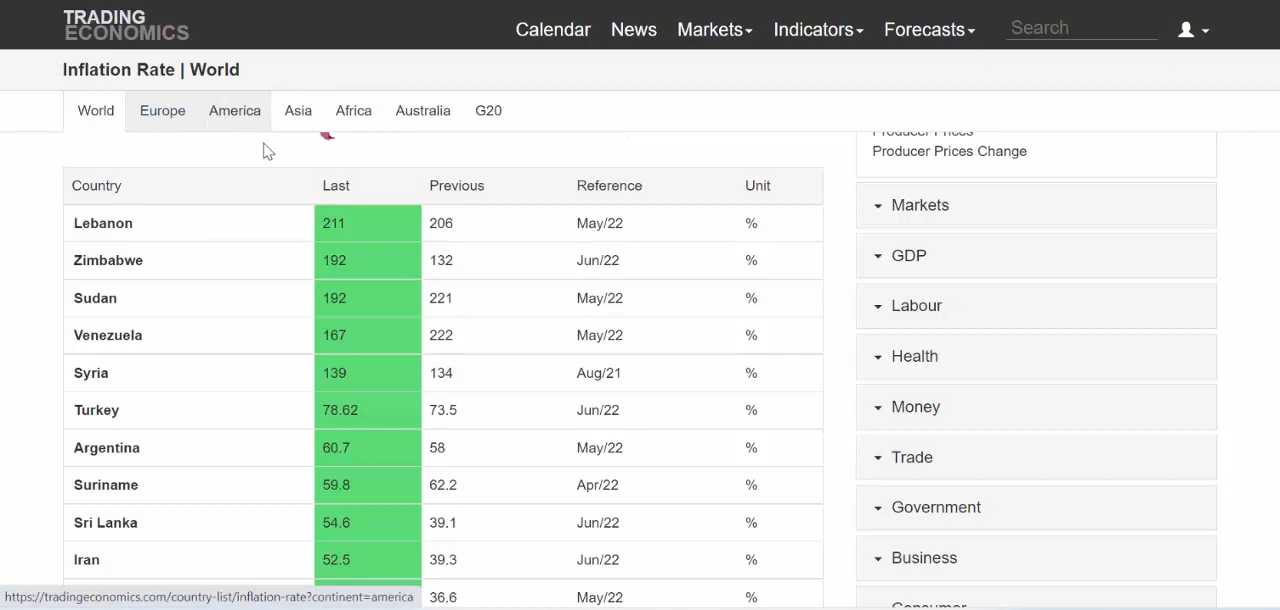 TRADING
ECONOMICS
Calendar News Markets Indicators Forecasts Search
Inflation Rate | World
World Europe America Asia Africa Australia G20
Producer Prices
Producer Prices Change
Country Last Previous Reference Unit
Lebanon 211 206 May/22 %
Zimbabwe 192 132 Jun/22 %
Sudan 192 221 May/22 %
Venezuela 167 222 May/22 %
Syria 139 134 Aug/21 %
Turkey 78.62 73.5 Jun/22 %
Argentina 60.7 58 May/22 %
Suriname 59.8 62.2 Apr/22 %
Sri Lanka 54.6 39.1 Jun/22 %
Iran 52.5 39.3 Jun/22 %
36.6 May/22 %
Markets
GDP
Labour
Health
Money
Trade
Government
Business
Consumer
https://tradingeconomics.com/country-list/inflation-rate?continent=america